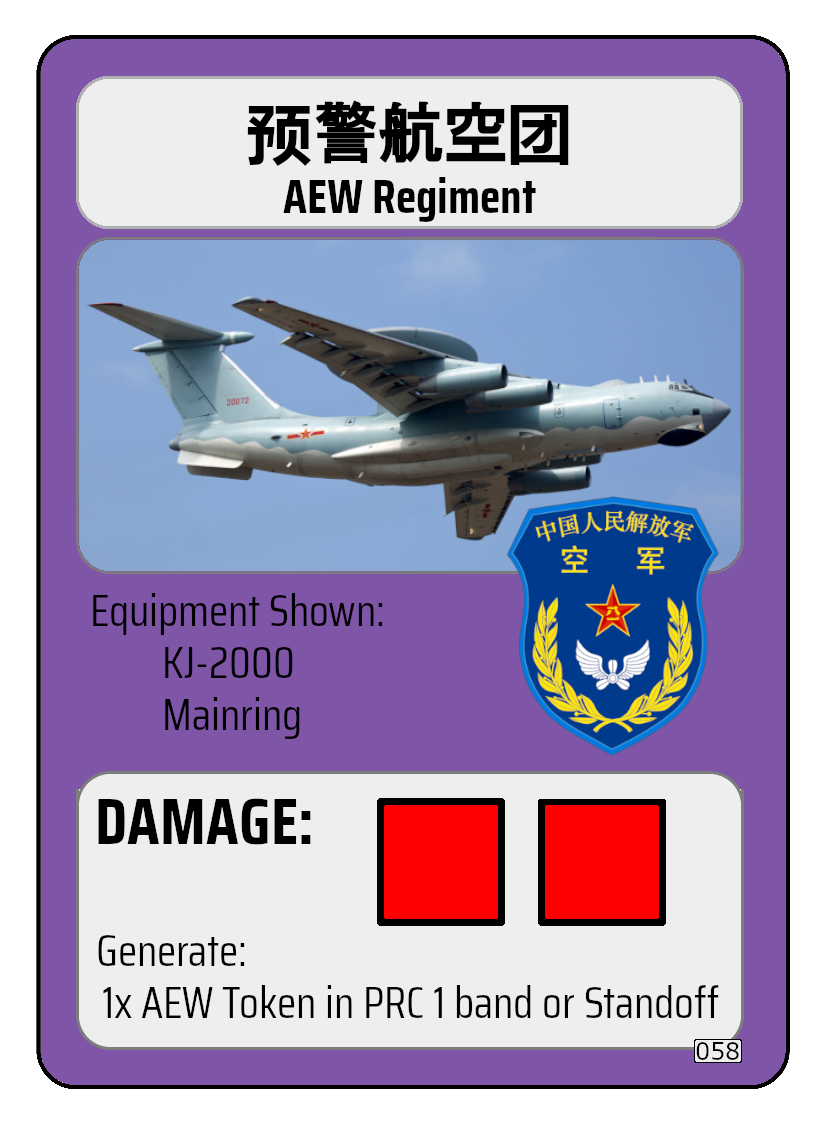 预警航空团
AEW Regiment
30072
中国人民解放军
空 军
Equipment Shown:
KJ-2000
Mainring
DAMAGE:
Generate:
1x AEW Token in PRC 1 band or Standoff
058